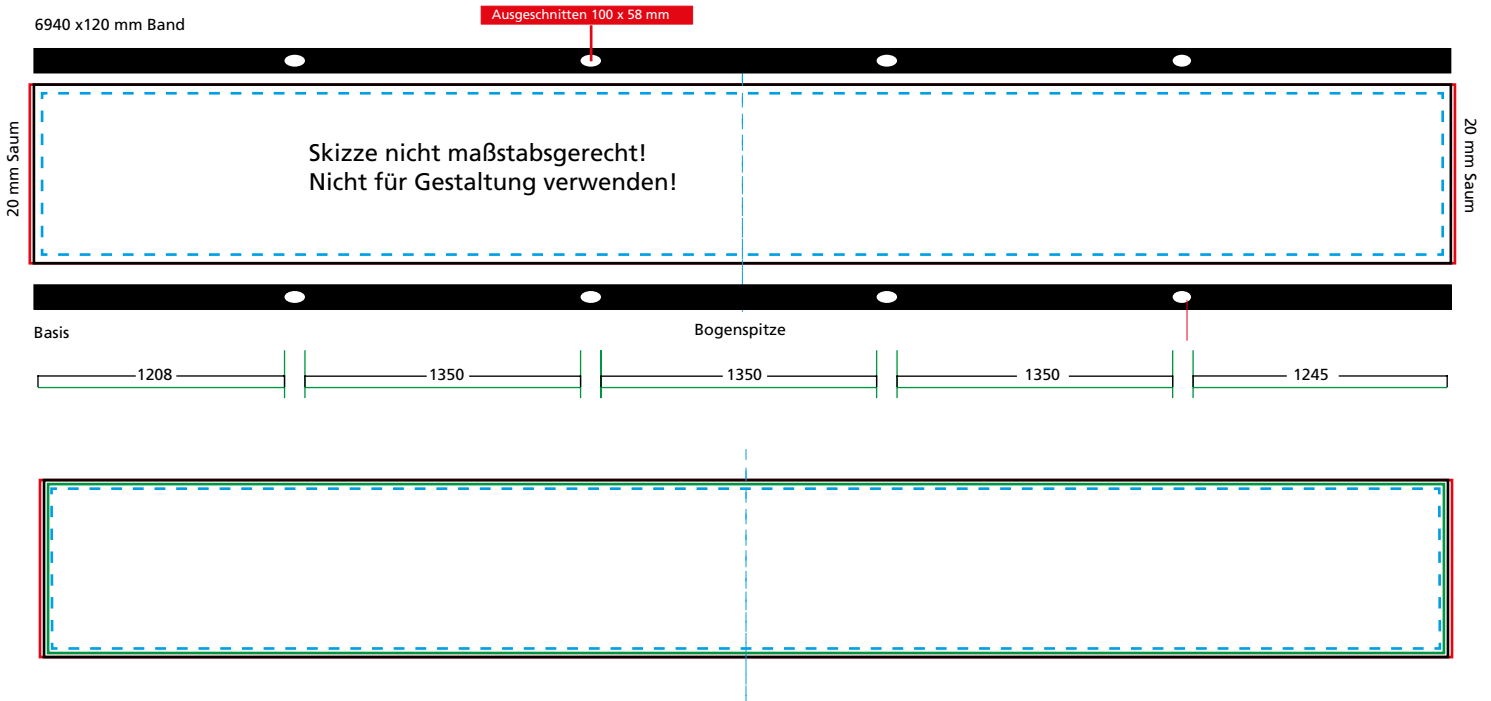 Ausgeschnitten 100 x 58 mm
6940 x120 mm Band
20 mm Saum
Skizze nicht maßstabsgerecht!
Nicht für Gestaltung verwenden!
20 mm Saum
Basis
Bogenspitze
1208
1350
1350
1350
1245